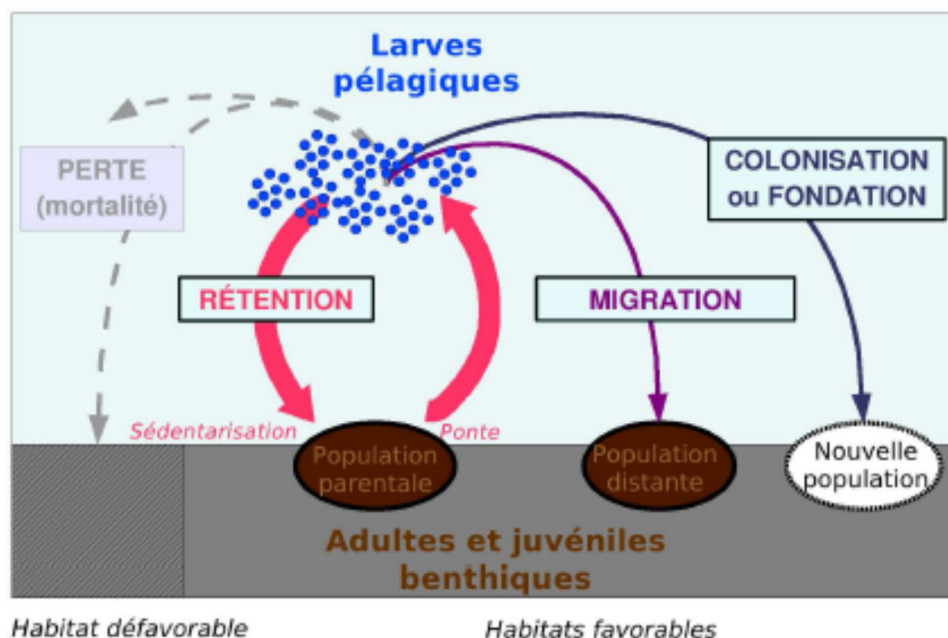 Larves
pélagiques
PERTE
(mortalité)
COLONISATION
ou FONDATION
RÉTENTION
MIGRATION
Sédentarisation
Ponte
Population
parentale
Population
distante
Nouvelle
population
Adultes et juvéniles
benthiques
Habitat défavorable
Habitats favorables